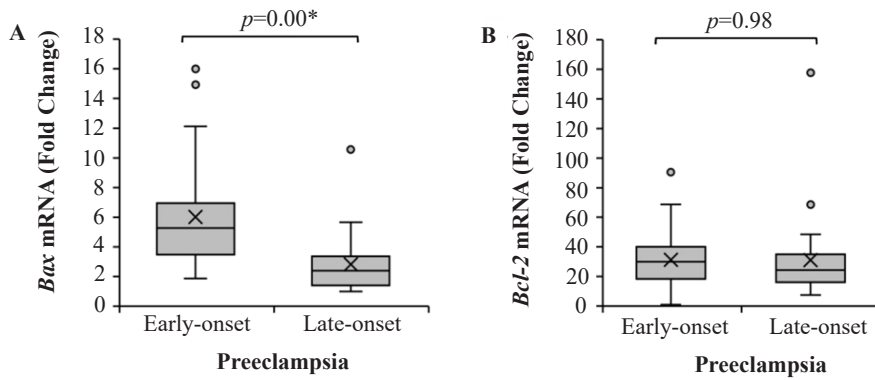 A
p=0.00*
Bax mRNA (Fold Change)
18
16
14
12
10
8
6
4
2
0
Early-onset Late-onset
Preeclampsia
B
p=0.98
Bcl-2 mRNA (Fold Change)
180
160
140
120
100
80
60
40
20
0
Early-onset Late-onset
Preeclampsia